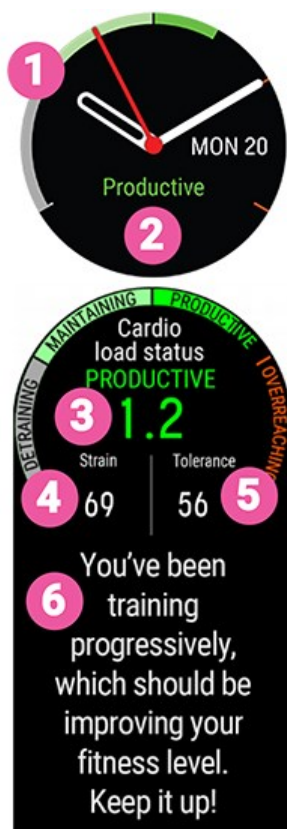 1
MON 20
Productive
2
DETRAINING
MAINTAINING
PRODUCTIVE
OVERREACHING
Cardio
load status
PRODUCTIVE
3
1.2
Strain
Tolerance
4
69
56
5
6
You've been
training
progressively,
which should be
improving your
fitness level.
Keep it up!